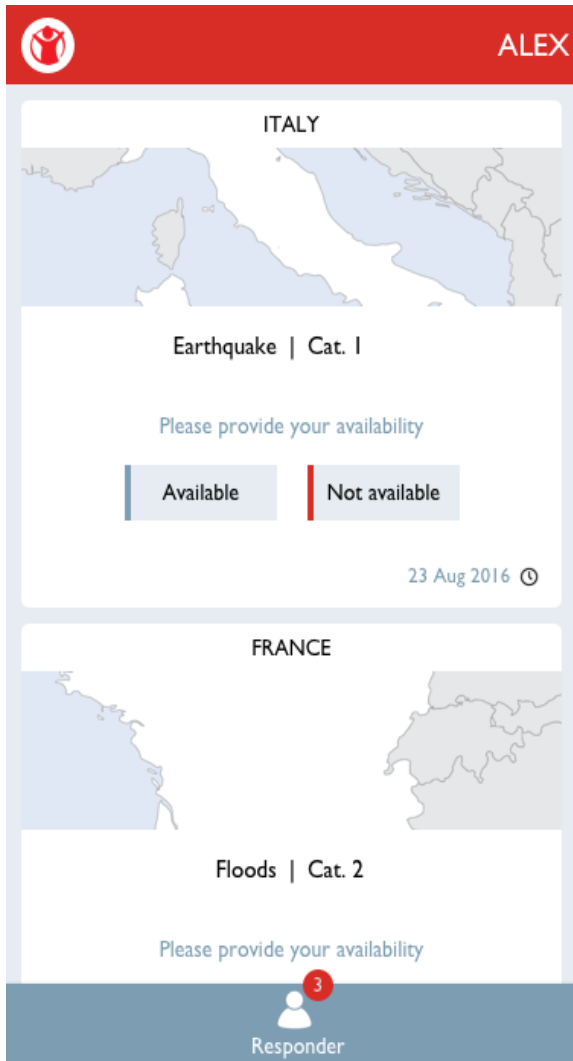 ALEX
ITALY
Earthquake | Cat. 1
Please provide your availability
Available
Not available
23 Aug 2016
FRANCE
Floods | Cat. 2
Please provide your availability
3
Responder